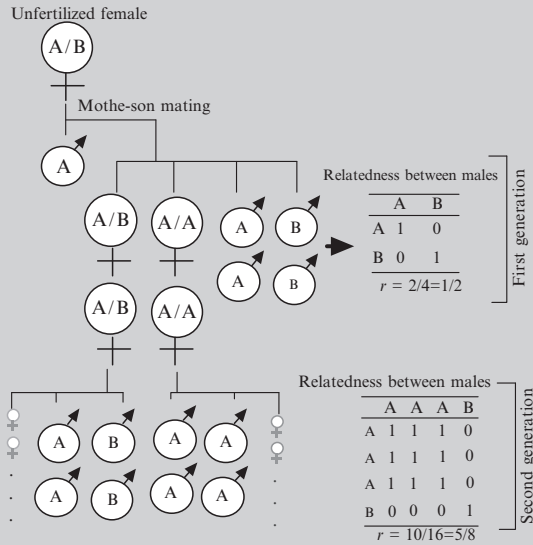 Unfertilized female
A/B
Mothe-son mating
A
Relatedness between males
A B
A/B A/A A B
A 1 0
B 0 1
A B
r = 2/4=1/2
First generation
A/B A/A
Relatedness between males
A A A B
A B A A
A 1 1 1 0
A 1 1 1 0
A B A A
A 1 1 1 0
B 0 0 0 1
r = 10/16=5/8
Second generation